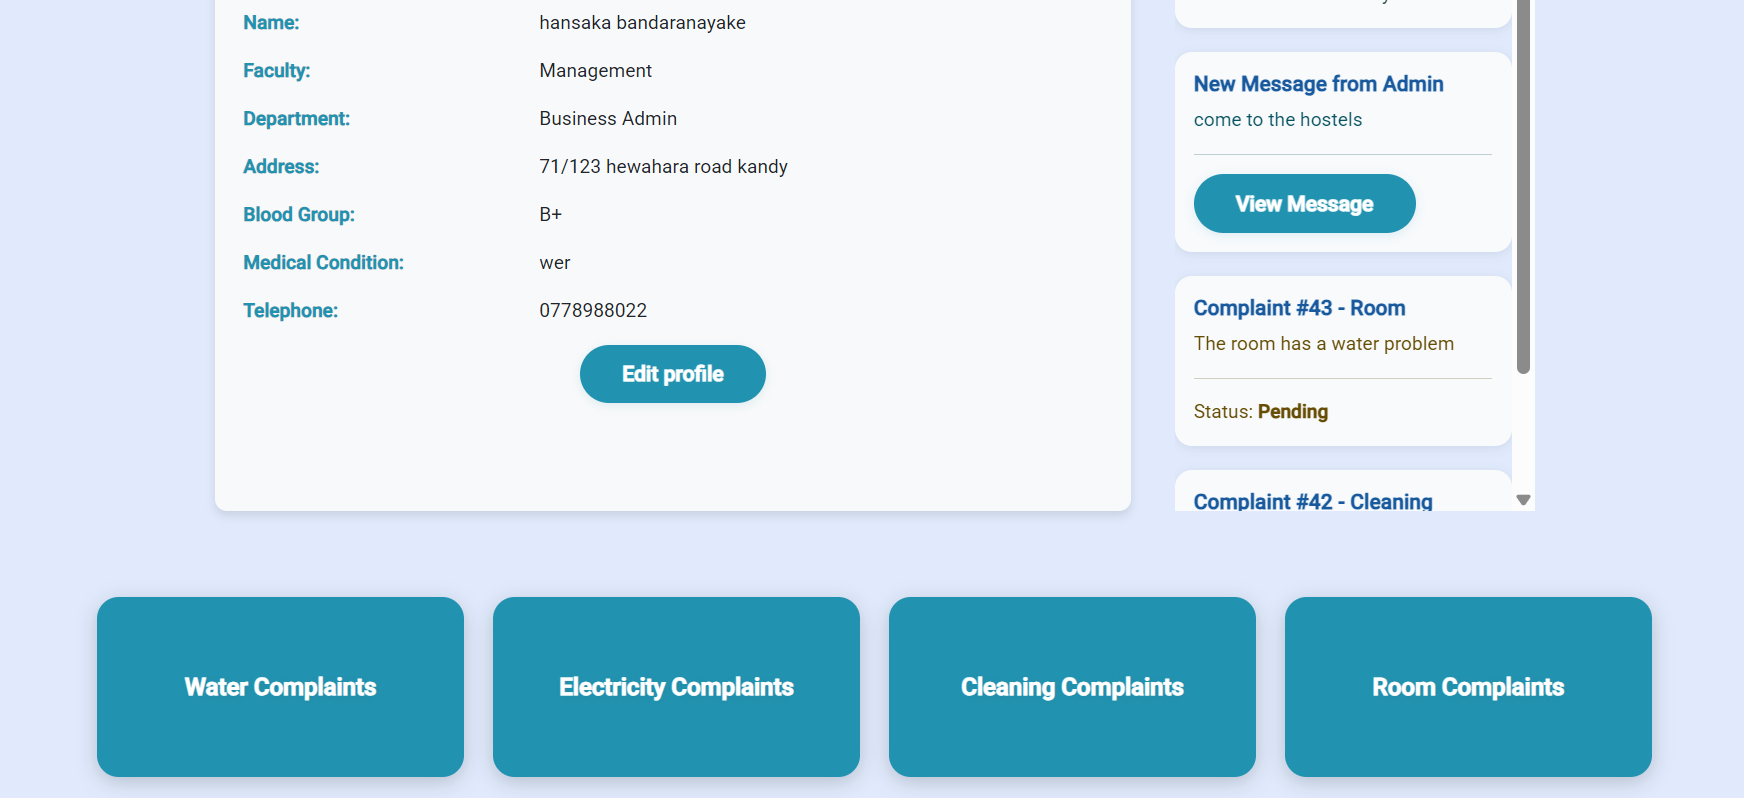 Name: hansaka bandaranayake
Faculty: Management
Department: Business Admin
Address: 71/123 hewahara road kandy
Blood Group: B+
Medical Condition: wer
Telephone: 0778988022
Edit profile
New Message from Admin
come to the hostels
View Message
Complaint #43 - Room
The room has a water problem
Status: Pending
Complaint #42 - Cleaning
Water Complaints
Electricity Complaints
Cleaning Complaints
Room Complaints